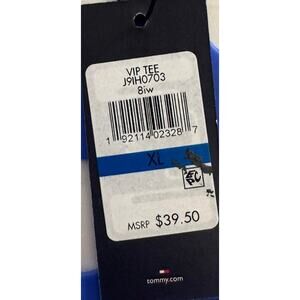 VIP TEE
J9IH0703
8iw
1 92114 02328 7
XL
MSRP $39.50
tommy.com